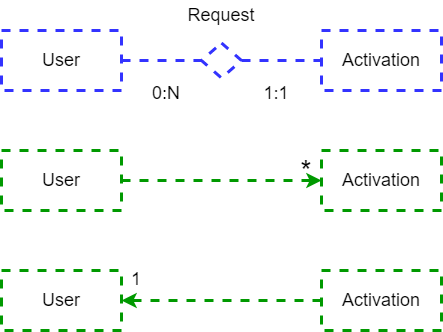 Request
User
Activation
0:N
1:1
User
*
Activation
User
1
Activation